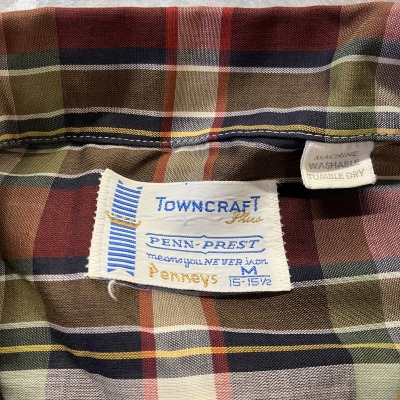 TOWNCRAFT
Plus
PENN-PREST
means you NEVER iron
Penneys
M
15-15½
MACHINE
WASHABLE
TUMBLE DRY